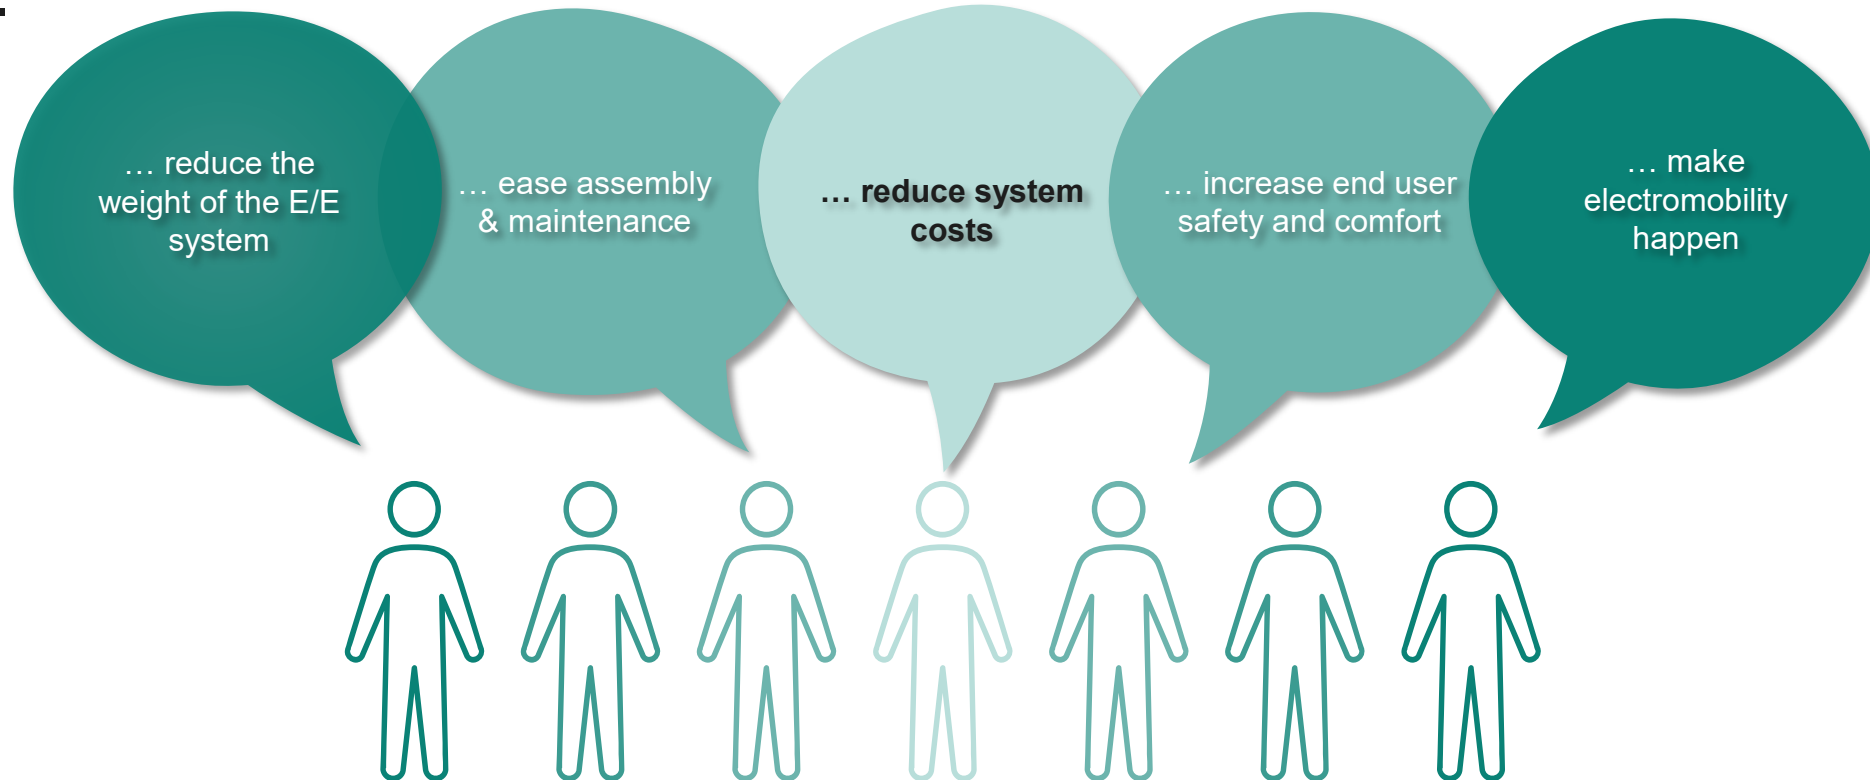 … reduce the
weight of the E/E
system
… ease assembly
& maintenance
… reduce system
costs
… increase end user
safety and comfort
… make
electromobility
happen